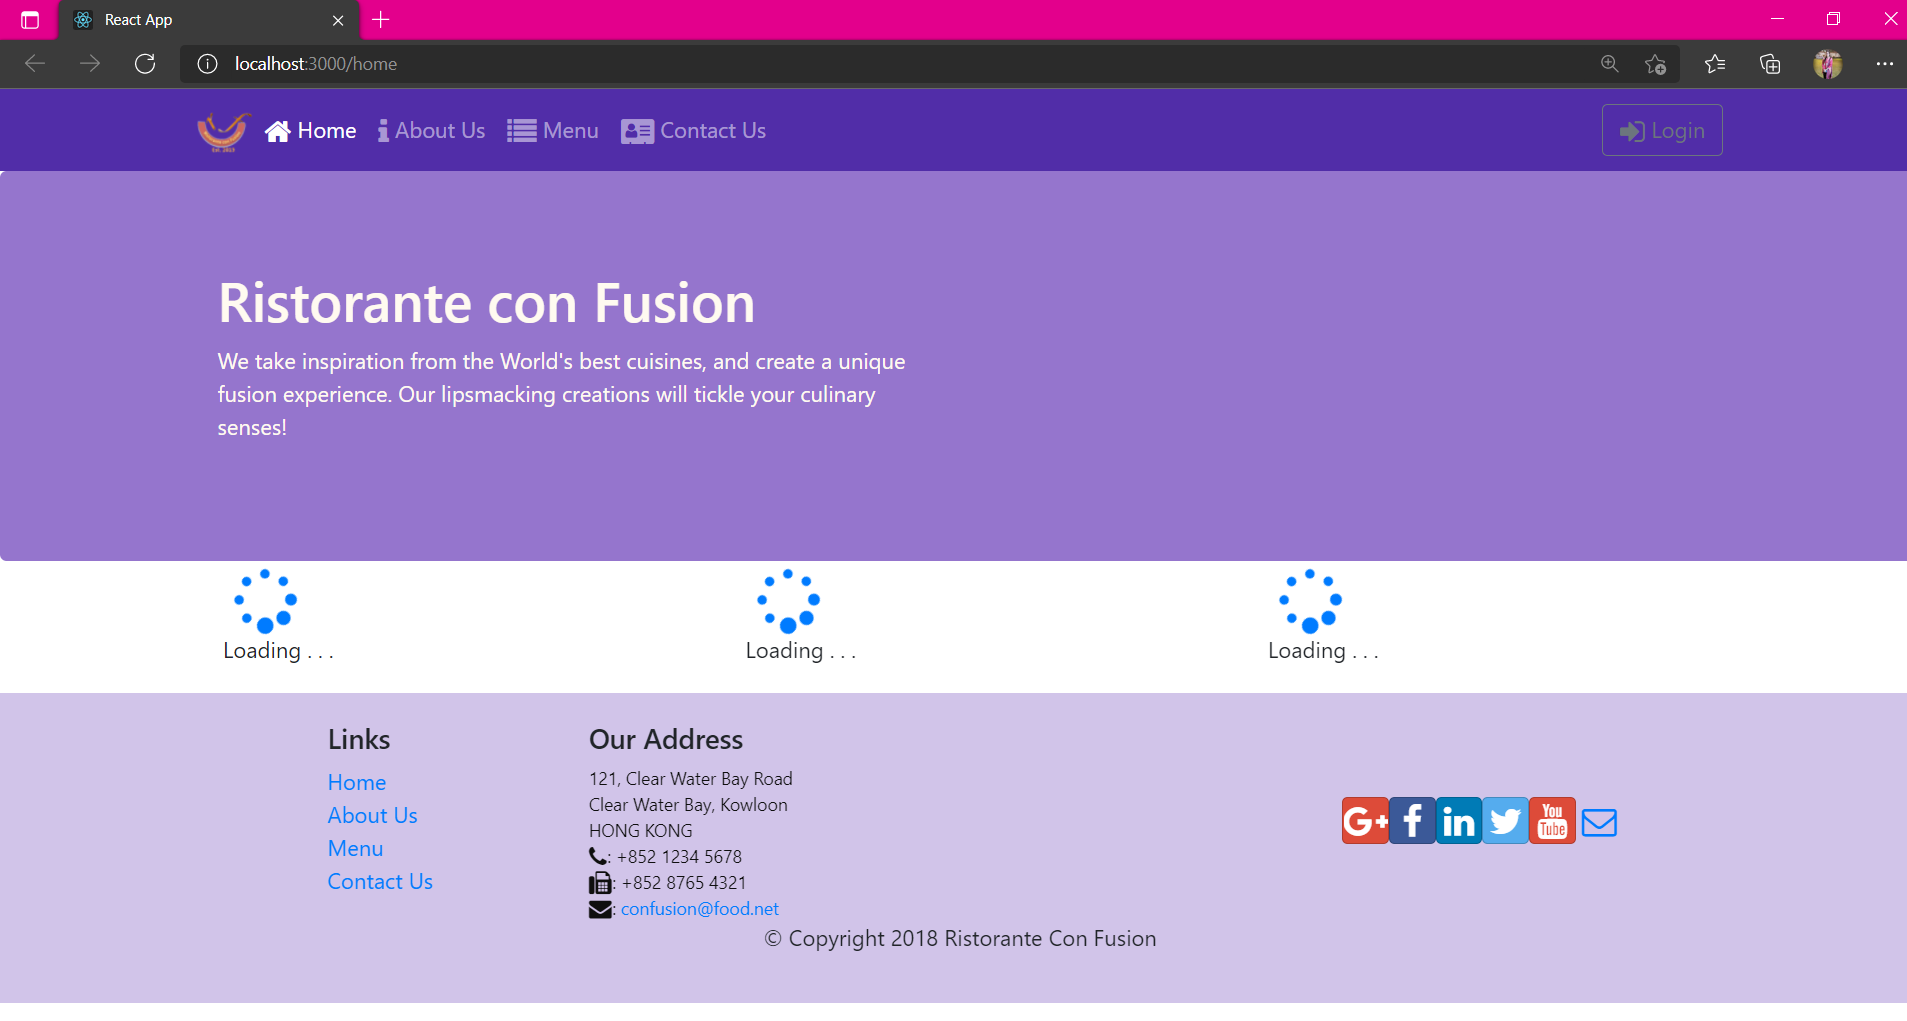 React App
localhost:3000/home
Home About Us Menu Contact Us Login
Ristorante con Fusion
We take inspiration from the World's best cuisines, and create a unique
fusion experience. Our lipsmacking creations will tickle your culinary
senses!
Loading . . . Loading . . . Loading . . .
Links
Home
About Us
Menu
Contact Us
Our Address
121, Clear Water Bay Road
Clear Water Bay, Kowloon
HONG KONG
: +852 1234 5678
: +852 8765 4321
: confusion@food.net
G+ f in You Tube
© Copyright 2018 Ristorante Con Fusion